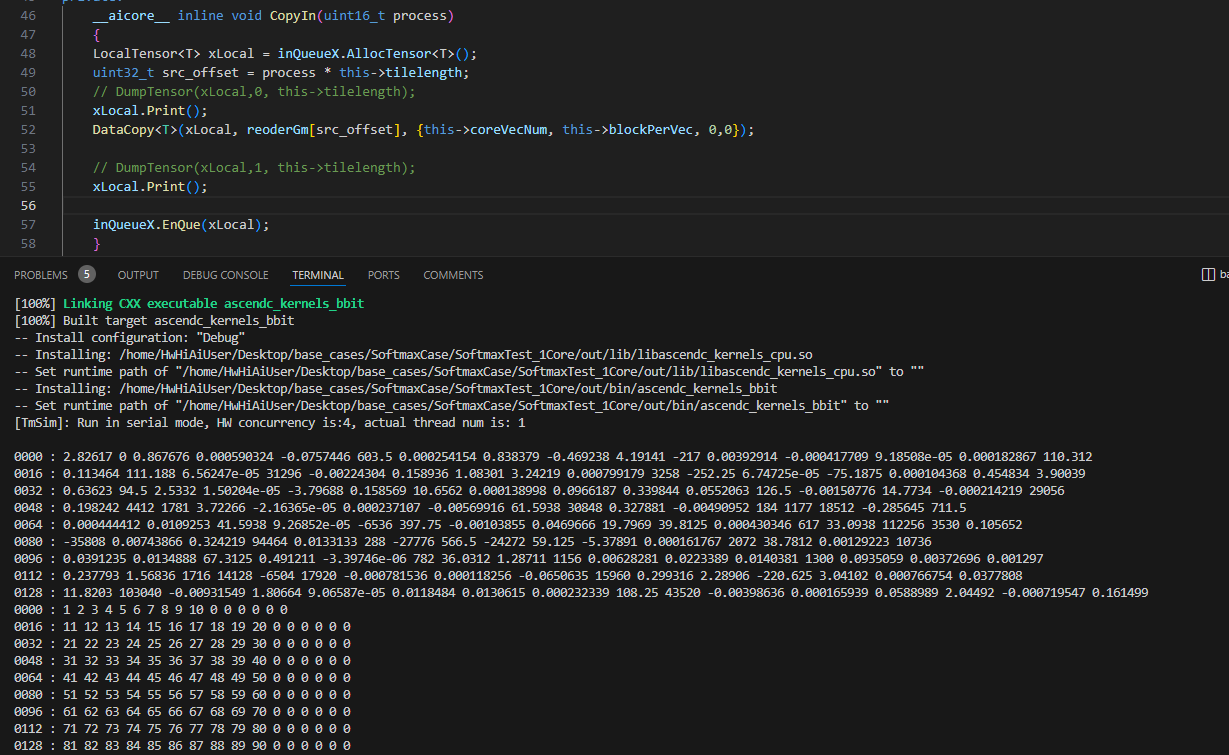 46 __aicore__ inline void CopyIn(uint16_t process)
47 {
48 LocalTensor<T> xLocal = inQueueX.AllocTensor<T>();
49 uint32_t src_offset = process * this->tilelength;
50 // DumpTensor(xLocal,0, this->tilelength);
51 xLocal.Print();
52 DataCopy<T>(xLocal, reoderGm[src_offset], {this->coreVecNum, this->blockPerVec, 0,0});
53
54 // DumpTensor(xLocal,1, this->tilelength);
55 xLocal.Print();
56
57 inQueueX.EnQue(xLocal);
58 }
PROBLEMS 5 OUTPUT DEBUG CONSOLE TERMINAL PORTS COMMENTS ba
[100%] Linking CXX executable ascendc_kernels_bbit
[100%] Built target ascendc_kernels_bbit
-- Install configuration: "Debug"
-- Installing: /home/HwHiAiUser/Desktop/base_cases/SoftmaxCase/SoftmaxTest_1Core/out/lib/libascendc_kernels_cpu.so
-- Set runtime path of "/home/HwHiAiUser/Desktop/base_cases/SoftmaxCase/SoftmaxTest_1Core/out/lib/libascendc_kernels_cpu.so" to ""
-- Installing: /home/HwHiAiUser/Desktop/base_cases/SoftmaxCase/SoftmaxTest_1Core/out/bin/ascendc_kernels_bbit
-- Set runtime path of "/home/HwHiAiUser/Desktop/base_cases/SoftmaxCase/SoftmaxTest_1Core/out/bin/ascendc_kernels_bbit" to ""
[TmSim]: Run in serial mode, HW concurrency is:4, actual thread num is: 1
0000 : 2.82617 0 0.867676 0.000590324 -0.0757446 603.5 0.000254154 0.838379 -0.469238 4.19141 -217 0.00392914 -0.000417709 9.18508e-05 0.000182867 110.312
0016 : 0.113464 111.188 6.56247e-05 31296 -0.00224304 0.158936 1.08301 3.24219 0.000799179 3258 -252.25 6.74725e-05 -75.1875 0.000104368 0.454834 3.90039
0032 : 0.63623 94.5 2.5332 1.50204e-05 -3.79688 0.158569 10.6562 0.000138998 0.0966187 0.339844 0.0552063 126.5 -0.00150776 14.7734 -0.000214219 29056
0048 : 0.198242 4412 1781 3.72266 -2.16365e-05 0.000237107 -0.00569916 61.5938 30848 0.327881 -0.00490952 184 1177 18512 -0.285645 711.5
0064 : 0.000444412 0.0109253 41.5938 9.26852e-05 -6536 397.75 -0.00103855 0.0469666 19.7969 39.8125 0.000430346 617 33.0938 112256 3530 0.105652
0080 : -35808 0.00743866 0.324219 94464 0.0133133 288 -27776 566.5 -24272 59.125 -5.37891 0.000161767 2072 38.7812 0.00129223 10736
0096 : 0.0391235 0.0134888 67.3125 0.491211 -3.39746e-06 782 36.0312 1.28711 1156 0.00628281 0.0223389 0.0140381 1300 0.0935059 0.00372696 0.001297
0112 : 0.237793 1.56836 1716 14128 -6504 17920 -0.000781536 0.000118256 -0.0650635 15960 0.299316 2.28906 -220.625 3.04102 0.000766754 0.0377808
0128 : 11.8203 103040 -0.00931549 1.80664 9.06587e-05 0.0118484 0.0130615 0.000232339 108.25 43520 -0.00398636 0.000165939 0.0588989 2.04492 -0.000719547 0.161499
0000 : 1 2 3 4 5 6 7 8 9 10 0 0 0 0 0 0
0016 : 11 12 13 14 15 16 17 18 19 20 0 0 0 0 0 0
0032 : 21 22 23 24 25 26 27 28 29 30 0 0 0 0 0 0
0048 : 31 32 33 34 35 36 37 38 39 40 0 0 0 0 0 0
0064 : 41 42 43 44 45 46 47 48 49 50 0 0 0 0 0 0
0080 : 51 52 53 54 55 56 57 58 59 60 0 0 0 0 0 0
0096 : 61 62 63 64 65 66 67 68 69 70 0 0 0 0 0 0
0112 : 71 72 73 74 75 76 77 78 79 80 0 0 0 0 0 0
0128 : 81 82 83 84 85 86 87 88 89 90 0 0 0 0 0 0